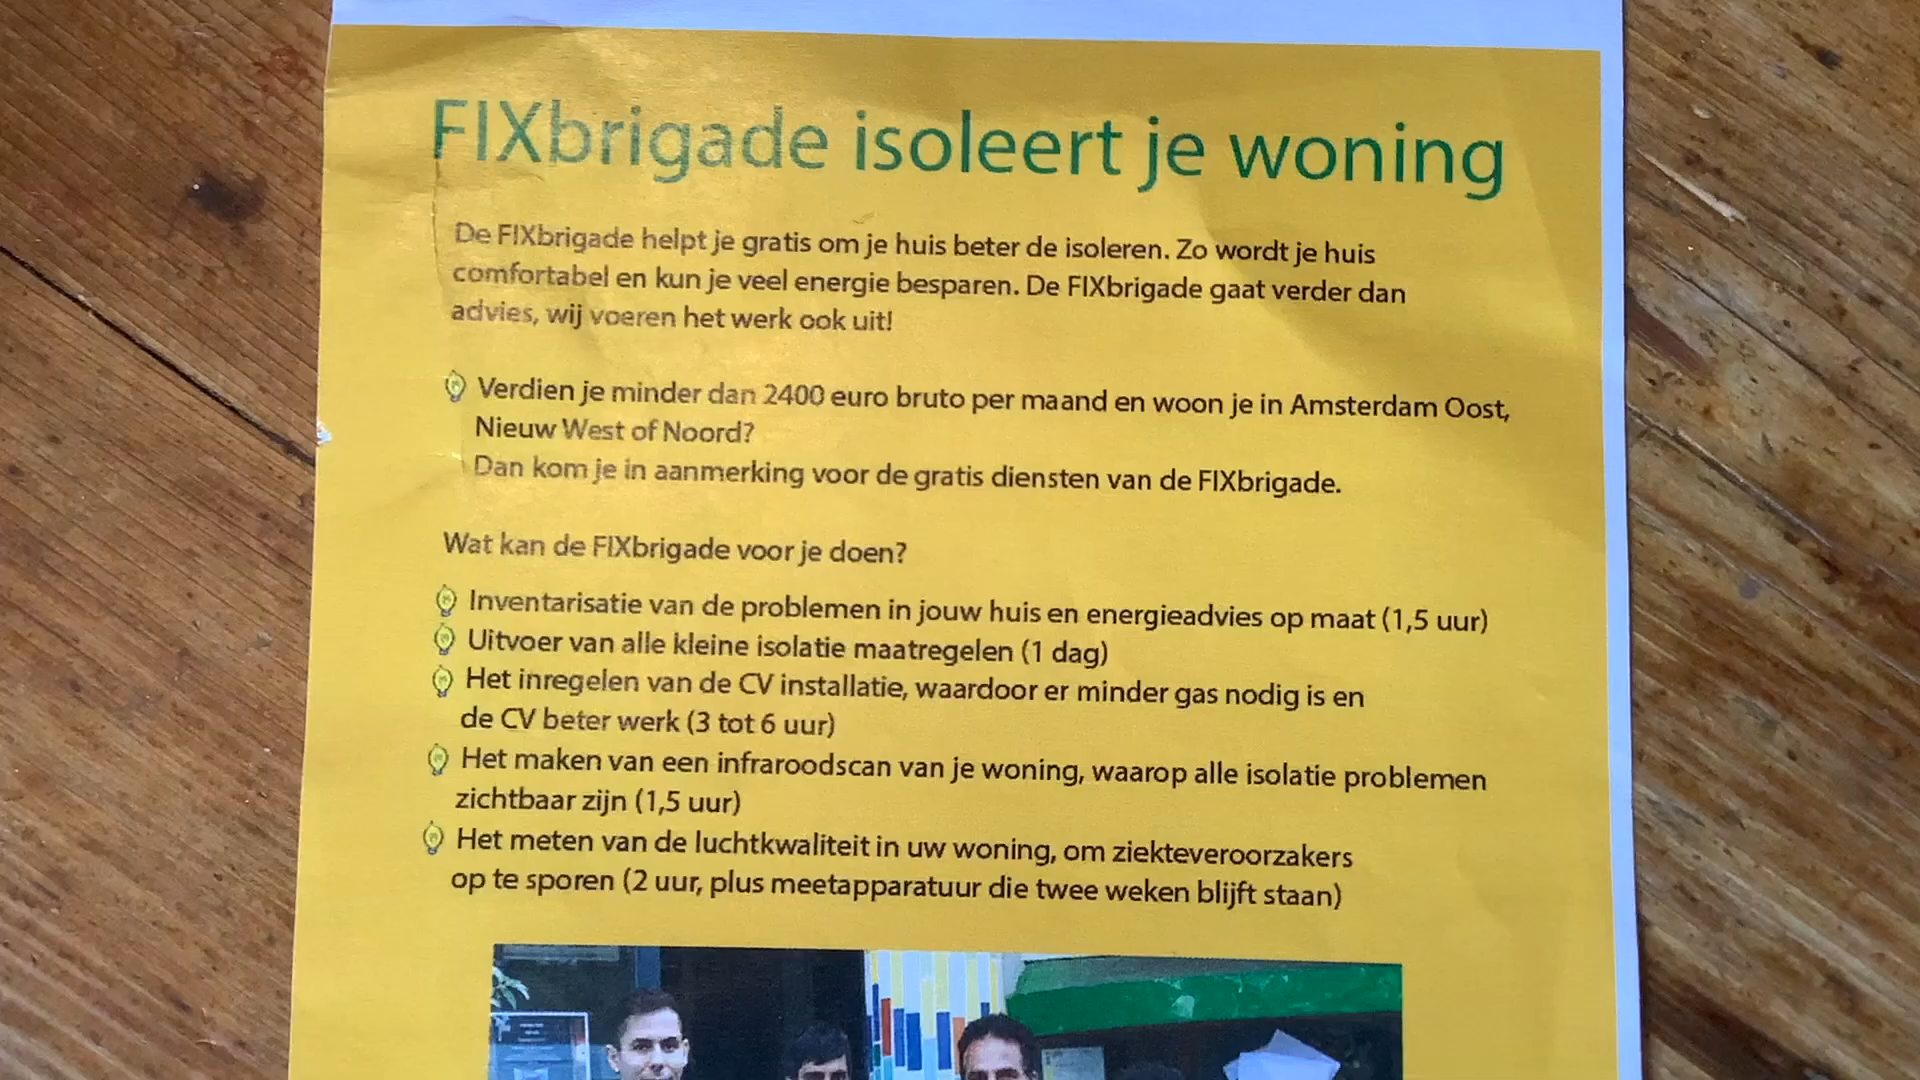 FIXbrigade isoleert je woning
De FIXbrigade helpt je gratis om je huis beter de isoleren. Zo wordt je huis
comfortabel en kun je veel energie besparen. De FIXbrigade gaat verder dan
advies, wij voeren het werk ook uit!
Verdien je minder dan 2400 euro bruto per maand en woon je in Amsterdam Oost,
Nieuw West of Noord?
Dan kom je in aanmerking voor de gratis diensten van de FIXbrigade.
Wat kan de FIXbrigade voor je doen?
Inventarisatie van de problemen in jouw huis en energieadvies op maat (1,5 uur)
Uitvoer van alle kleine isolatie maatregelen (1 dag)
Het inregelen van de CV installatie, waardoor er minder gas nodig is en
de CV beter werk (3 tot 6 uur)
Het maken van een infraroodscan van je woning, waarop alle isolatie problemen
zichtbaar zijn (1,5 uur)
Het meten van de luchtkwaliteit in uw woning, om ziekteveroorzakers
op te sporen (2 uur, plus meetapparatuur die twee weken blijft staan)